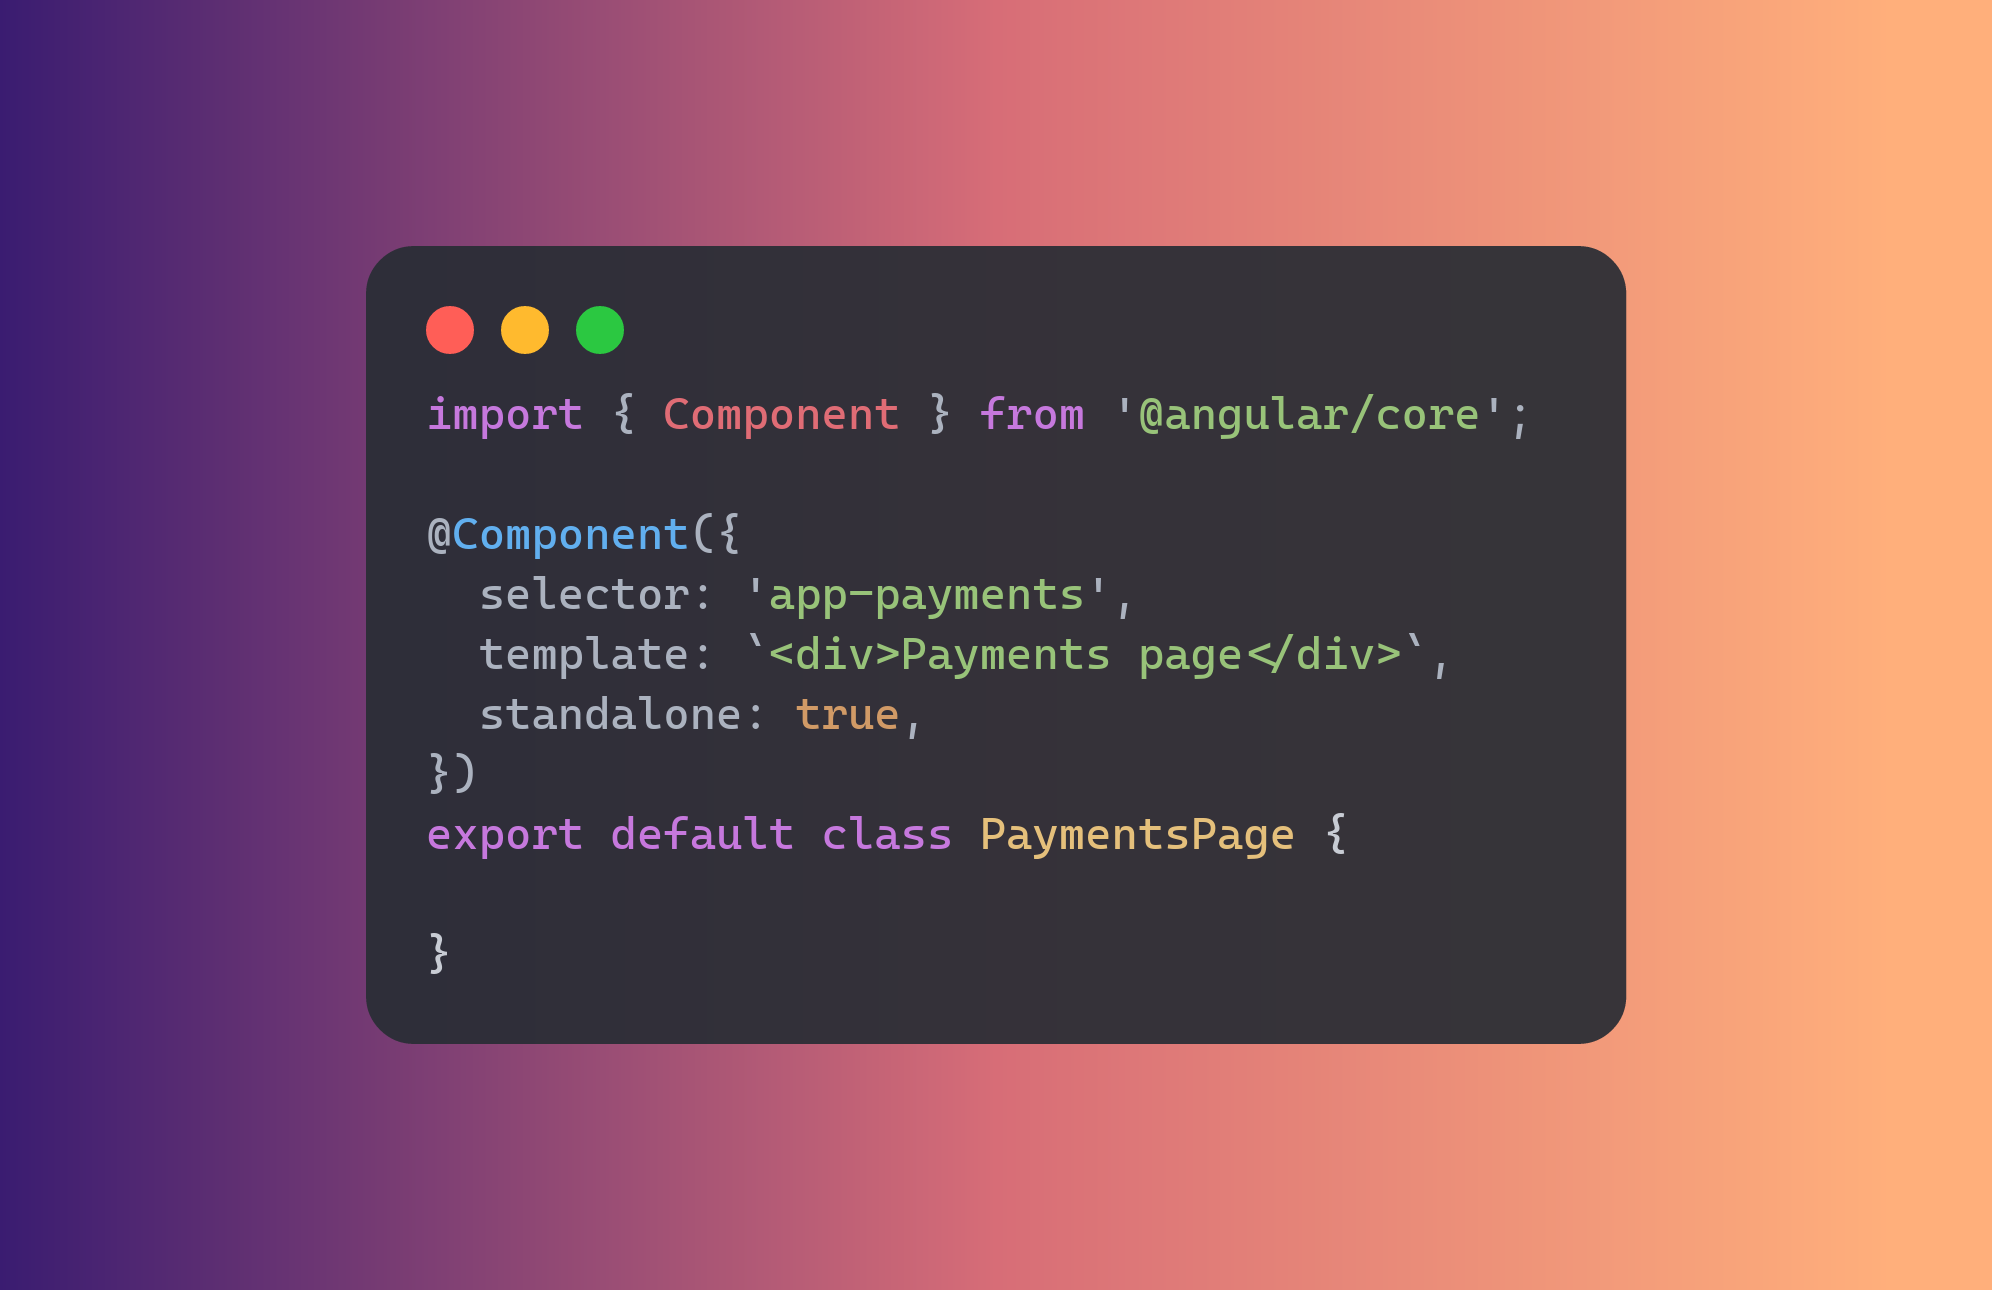 import { Component } from '@angular/core';
@Component({
  selector: 'app-payments',
  template: `<div>Payments page</div>`,
  standalone: true,
})
export default class PaymentsPage {
}